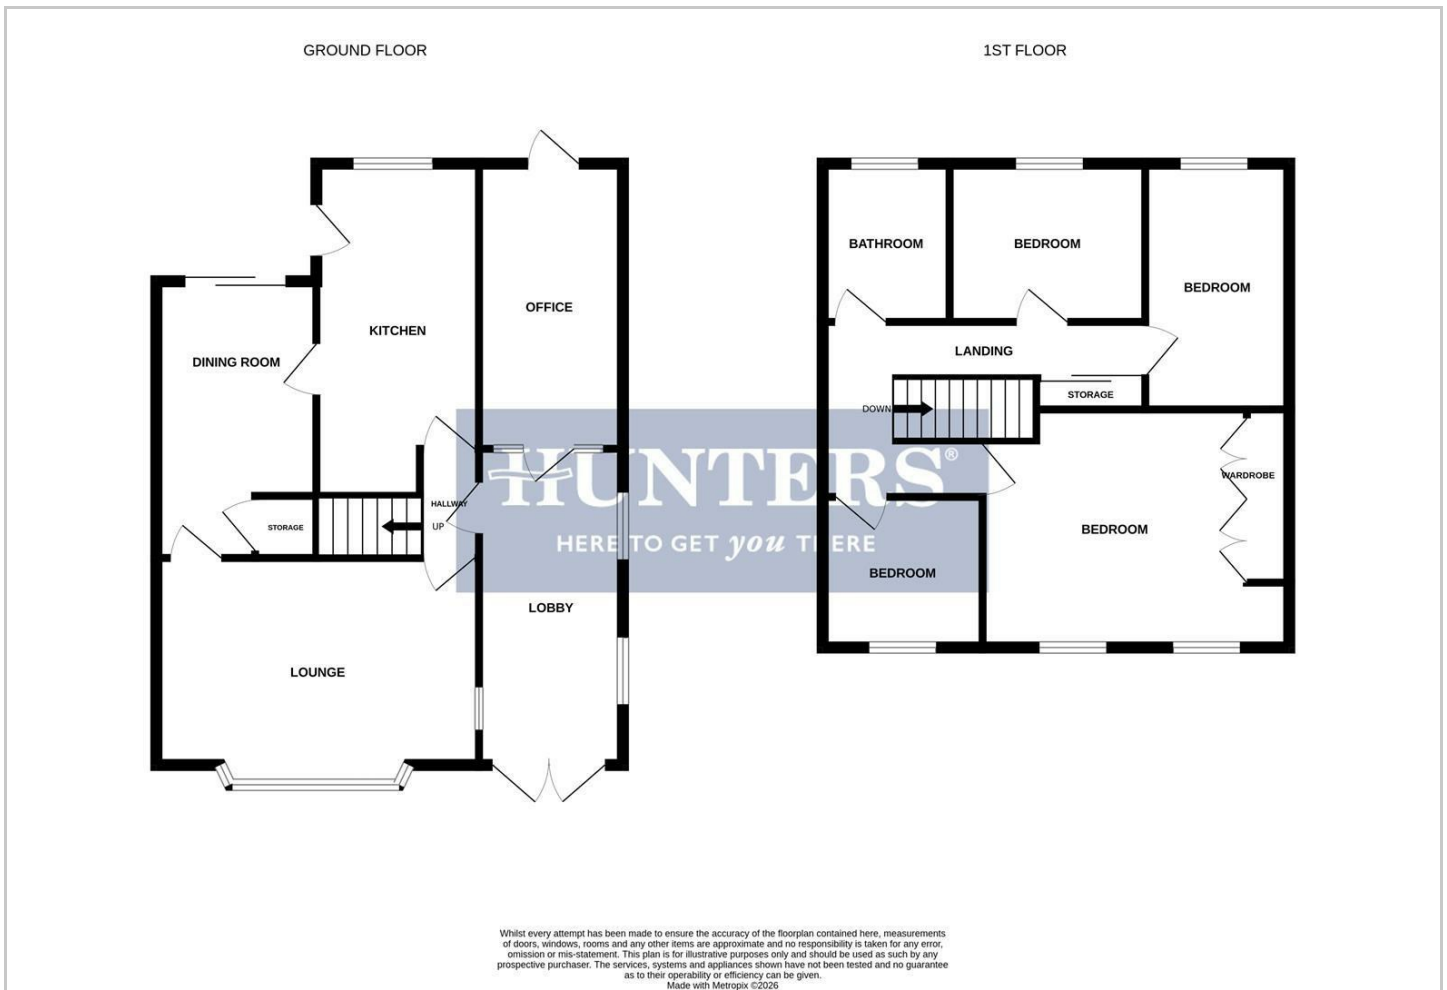 GROUND FLOOR
1ST FLOOR
BATHROOM
BEDROOM
BEDROOM
OFFICE
KITCHEN
DINING ROOM
LANDING
STORAGE
DOWN
HUNTERS®
HERE TO GET you THERE
HALLWAY
UP
STORAGE
WARDROBE
BEDROOM
BEDROOM
LOBBY
LOUNGE
Whilst every attempt has been made to ensure the accuracy of the floorplan contained here, measurements
of doors, windows, rooms and any other items are approximate and no responsibility is taken for any error,
omission or mis-statement. This plan is for illustrative purposes only and should be used as such by any
prospective purchaser. The services, systems and appliances shown have not been tested and no guarantee
as to their operability or efficiency can be given.
Made with Metropix ©2026